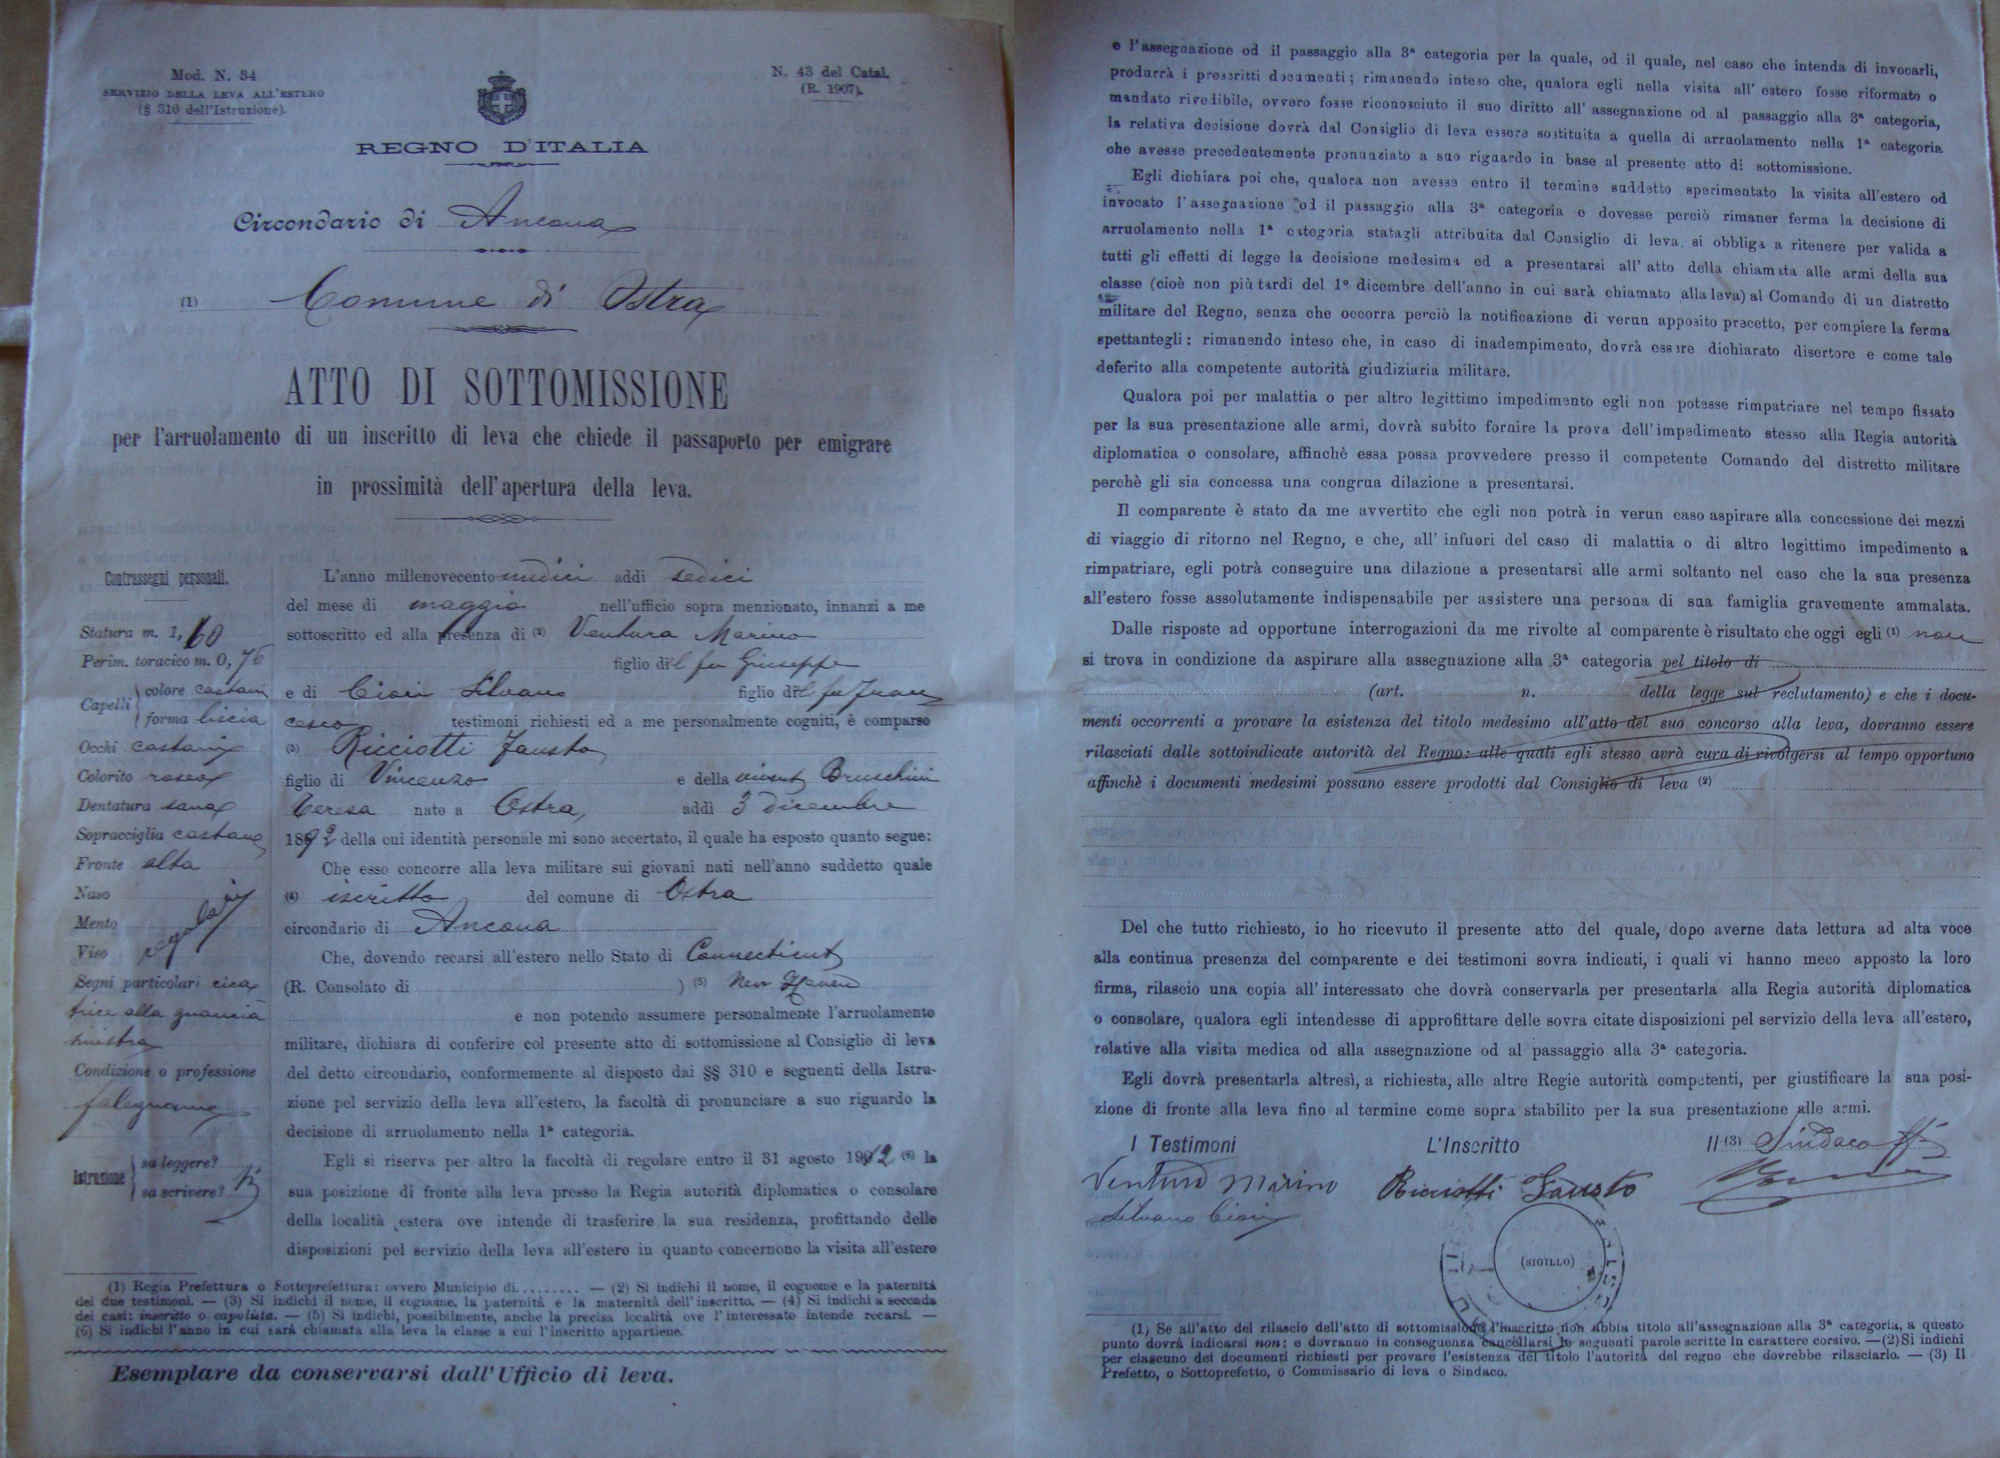 Mod. N. 34
SERVIZIO DELLA LEVA ALL'ESTERO
(§ 310 dell'Istruzione).
N. 43 del Catal.
(R. 1907).
REGNO D'ITALIA
Circondario di Ancona
(1) Comune di Ostra
ATTO DI SOTTOMISSIONE
per l'arruolamento di un inscritto di leva che chiede il passaporto per emigrare
in prossimità dell'apertura della leva.
Contrassegni personali.
Statura m. 1,60
Perim. toracico m. 0,76
Capelli colore castani
forma liscia
Occhi castani
Colorito roseo
Dentatura sana
Sopracciglia castane
Fronte alta
Naso
Mento
Viso regolari
Segni particolari cica
trice alla guancia
sinistra
Condizione o professione
falegname
Istruzione sa leggere?
sa scrivere? si
L'anno millenovecento undici addì sedici
del mese di maggio nell'ufficio sopra menzionato, innanzi a me
sottoscritto ed alla presenza di (2) Ventura Marino
figlio di l fu Giuseppe
e di Cioci Silvano figlio di l fu Fran
cesco testimoni richiesti ed a me personalmente cogniti, è comparso
(3) Ricciotti Fausto
figlio di Vincenzo e della vivent Bruschini
Teresa nato a Ostra, addì 3 dicembre
1892 della cui identità personale mi sono accertato, il quale ha esposto quanto segue:
Che esso concorre alla leva militare sui giovani nati nell'anno suddetto quale
(4) iscritto del comune di Ostra
circondario di Ancona
Che, dovendo recarsi all'estero nello Stato di Connecticut
(R. Consolato di ) (5) New Haven
e non potendo assumere personalmente l'arruolamento
militare, dichiara di conferire col presente atto di sottomissione al Consiglio di leva
del detto circondario, conformemente al disposto dai §§ 310 e seguenti della Istru-
zione pel servizio della leva all'estero, la facoltà di pronunciare a suo riguardo la
decisione di arruolamento nella 1ª categoria.
Egli si riserva per altro la facoltà di regolare entro il 31 agosto 1912 (6) la
sua posizione di fronte alla leva presso la Regia autorità diplomatica o consolare
della località estera ove intende di trasferire la sua residenza, profittando delle
disposizioni pel servizio della leva all'estero in quanto concernono la visita all'estero
(1) Regia Prefettura o Sottoprefettura: ovvero Municipio di......... — (2) Si indichi il nome, il cognome e la paternità
dei due testimoni. — (3) Si indichi il nome, il cognome, la paternità e la maternità dell'inscritto. — (4) Si indichi a seconda
dei casi: inscritto o capolista. — (5) Si indichi, possibilmente, anche la precisa località ove l'interessato intende recarsi. —
(6) Si indichi l'anno in cui sarà chiamata alla leva la classe a cui l'inscritto appartiene.
Esemplare da conservarsi dall'Ufficio di leva.
e l'assegnazione od il passaggio alla 3ª categoria per la quale, od il quale, nel caso che intenda di invocarli,
produrrà i prescritti documenti; rimanendo inteso che, qualora egli nella visita all'estero fosse riformato o
mandato rivedibile, ovvero fosse riconosciuto il suo diritto all'assegnazione od al passaggio alla 3ª categoria,
la relativa decisione dovrà dal Consiglio di leva essere sostituita a quella di arruolamento nella 1ª categoria
che avesse precedentemente pronunziato a suo riguardo in base al presente atto di sottomissione.
Egli dichiara poi che, qualora non avesse entro il termine suddetto sperimentato la visita all'estero od
invocato l'assegnazione od il passaggio alla 3ª categoria e dovesse perciò rimaner ferma la decisione di
arruolamento nella 1ª categoria statagli attribuita dal Consiglio di leva, si obbliga a ritenere per valida a
tutti gli effetti di legge la decisione medesima ed a presentarsi all'atto della chiamata alle armi della sua
classe (cioè non più tardi del 1º dicembre dell'anno in cui sarà chiamato alla leva) al Comando di un distretto
militare del Regno, senza che occorra perciò la notificazione di verun apposito precetto, per compiere la ferma
spettantegli: rimanendo inteso che, in caso di inadempimento, dovrà essere dichiarato disertore e come tale
deferito alla competente autorità giudiziaria militare.
Qualora poi per malattia o per altro legittimo impedimento egli non potesse rimpatriare nel tempo fissato
per la sua presentazione alle armi, dovrà subito fornire la prova dell'impedimento stesso alla Regia autorità
diplomatica o consolare, affinchè essa possa provvedere presso il competente Comando del distretto militare
perchè gli sia concessa una congrua dilazione a presentarsi.
Il comparente è stato da me avvertito che egli non potrà in verun caso aspirare alla concessione dei mezzi
di viaggio di ritorno nel Regno, e che, all'infuori del caso di malattia o di altro legittimo impedimento a
rimpatriare, egli potrà conseguire una dilazione a presentarsi alle armi soltanto nel caso che la sua presenza
all'estero fosse assolutamente indispensabile per assistere una persona di sua famiglia gravemente ammalata.
Dalle risposte ad opportune interrogazioni da me rivolte al comparente è risultato che oggi egli (1) non
si trova in condizione da aspirare alla assegnazione alla 3ª categoria pel titolo di
(art. n. della legge sul reclutamento) e che i docu-
menti occorrenti a provare la esistenza del titolo medesimo all'atto del suo concorso alla leva, dovranno essere
rilasciati dalle sottoindicate autorità del Regno: alle quali egli stesso avrà cura di rivolgersi al tempo opportuno
affinchè i documenti medesimi possano essere prodotti dal Consiglio di leva (2)
Del che tutto richiesto, io ho ricevuto il presente atto del quale, dopo averne data lettura ad alta voce
alla continua presenza del comparente e dei testimoni sovra indicati, i quali vi hanno meco apposto la loro
firma, rilascio una copia all'interessato che dovrà conservarla per presentarla alla Regia autorità diplomatica
o consolare, qualora egli intendesse di approfittare delle sovra citate disposizioni pel servizio della leva all'estero,
relative alla visita medica od alla assegnazione od al passaggio alla 3ª categoria.
Egli dovrà presentarla altresì, a richiesta, alle altre Regie autorità competenti, per giustificare la sua posi-
zione di fronte alla leva fino al termine come sopra stabilito per la sua presentazione alle armi.
I Testimoni L'Inscritto Il (3) Sindaco ff
Ventura Marino Ricciotti Fausto
Silvano Cioci
(SIGILLO)
(1) Se all'atto del rilascio dell'atto di sottomissione l'inscritto non abbia titolo all'assegnazione alla 3ª categoria, a questo
punto dovrà indicarsi non: e dovranno in conseguenza cancellarsi le seguenti parole scritte in carattere corsivo. — (2) Si indichi
per ciascuno dei documenti richiesti per provare l'esistenza del titolo l'autorità del regno che dovrebbe rilasciarlo. — (3) Il
Prefetto, o Sottoprefetto, o Commissario di leva o Sindaco.